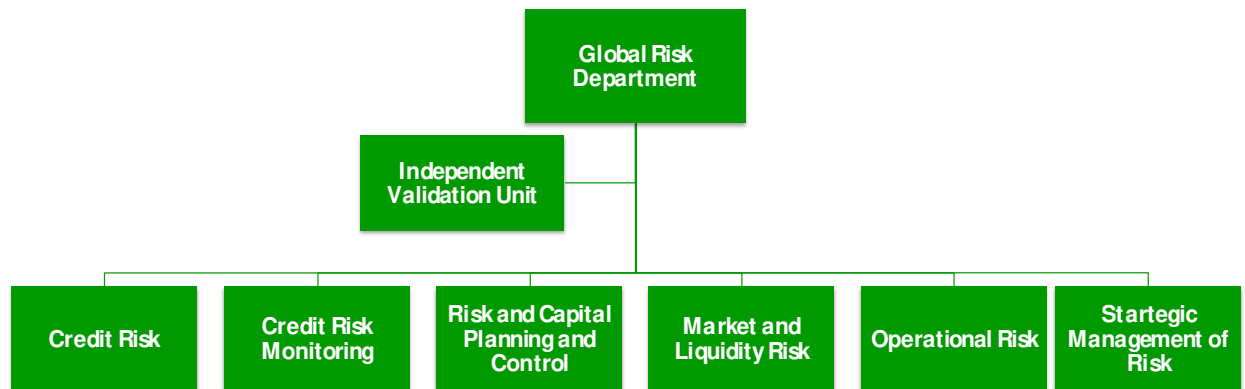 Global Risk
Department
Independent
Validation Unit
Credit Risk
Credit Risk
Monitoring
Risk and Capital
Planning and
Control
Market and
Liquidity Risk
Operational Risk
Startegic
Management of
Risk